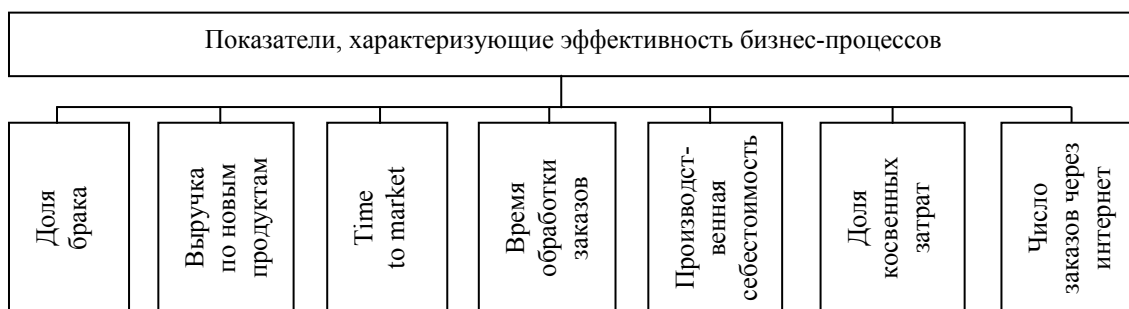 Показатели, характеризующие эффективность бизнес-процессов
Доля
брака
Выручка
по новым
продуктам
Time
to market
Время
обработки
заказов
Производст-
венная
себестоимость
Доля
косвенных
затрат
Число
заказов через
интернет